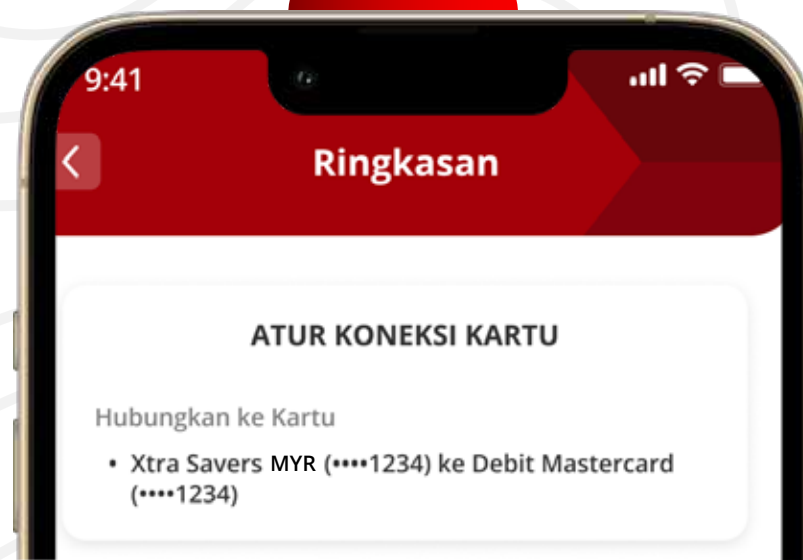 9:41
Ringkasan
ATUR KONEKSI KARTU
Hubungkan ke Kartu
• Xtra Savers MYR (••••1234) ke Debit Mastercard
(••••1234)